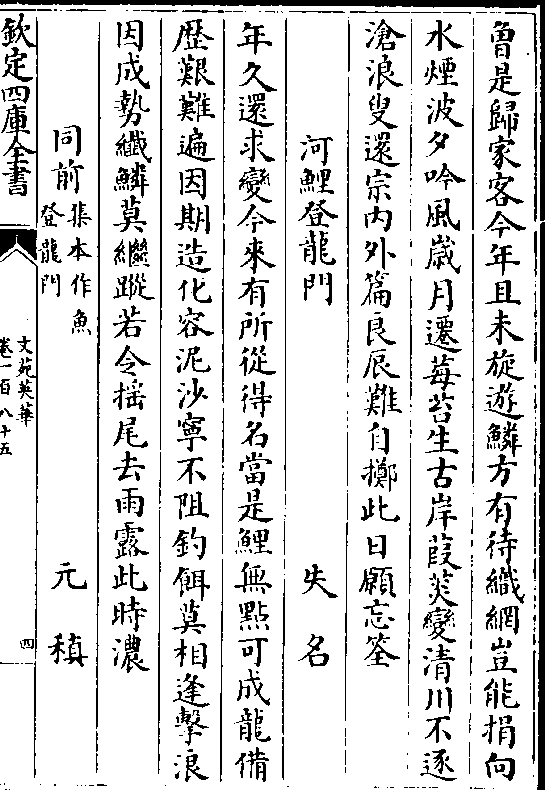 魯是歸家客今年且未旋遊鱗方有待織網豈能捐向
水煙波夕吟風歲月遷莓苔生古岸葭菼變清川不逐
滄浪叟還宗内外篇良辰難自擲此日願忘筌
河鯉登龍門 失名
年久還求變今來有所從得名當是鯉無點可成龍備
歴艱難遍因期造化容泥沙寧不阻釣餌莫相逢擊浪
因成勢纖鱗莫繼蹤若令揺尾去雨露此時濃
同前 集本作魚登龍門 元稹
欽定四庫全書
文苑英華
卷一百八十五
四